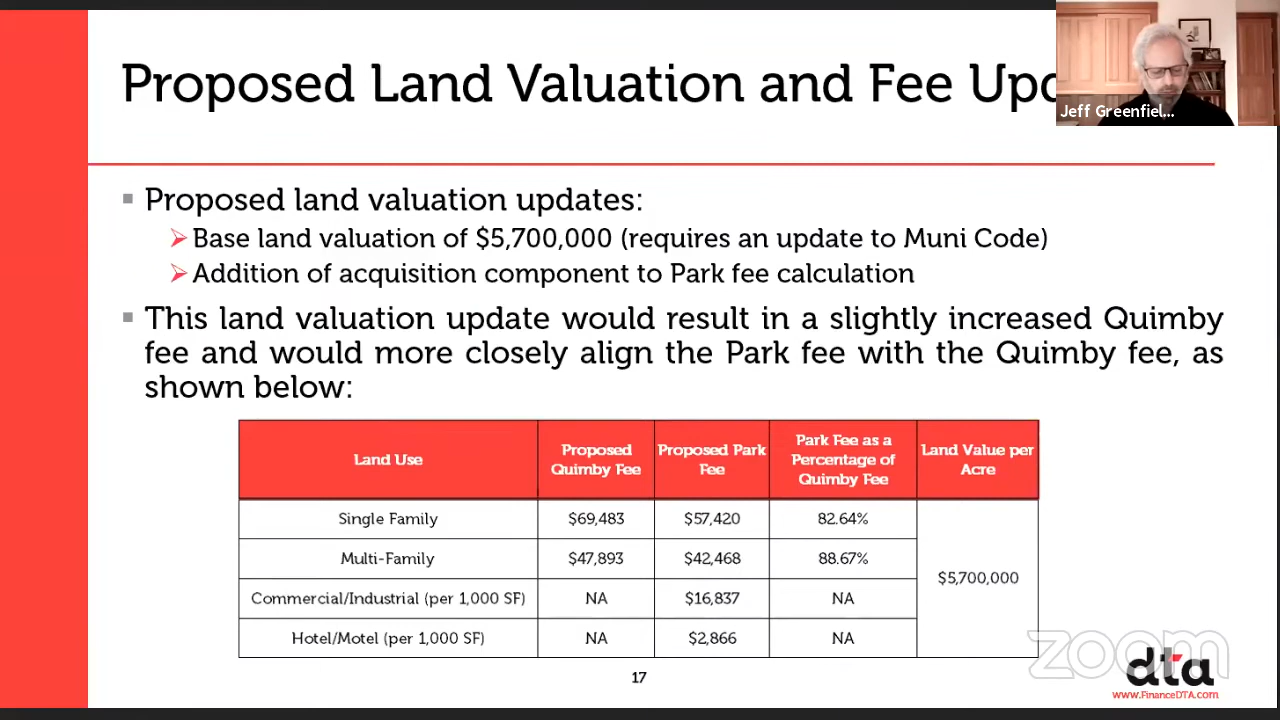 Proposed Land Valuation and Fee Upd
Jeff Greenfiel...
Proposed land valuation updates:
Base land valuation of $5,700,000 (requires an update to Muni Code)
Addition of acquisition component to Park fee calculation
This land valuation update would result in a slightly increased Quimby
fee and would more closely align the Park fee with the Quimby fee, as
shown below:
Land Use
Proposed
Quimby Fee
Proposed Park
Fee
Park Fee as a
Percentage of
Quimby Fee
Land Value per
Acre
Single Family $69,483 $57,420 82.64%
Multi-Family $47,893 $42,468 88.67%
$5,700,000
Commercial/Industrial (per 1,000 SF) NA $16,837 NA
Hotel/Motel (per 1,000 SF) NA $2,866 NA
zoom
17
dta
www.FinanceDTA.com